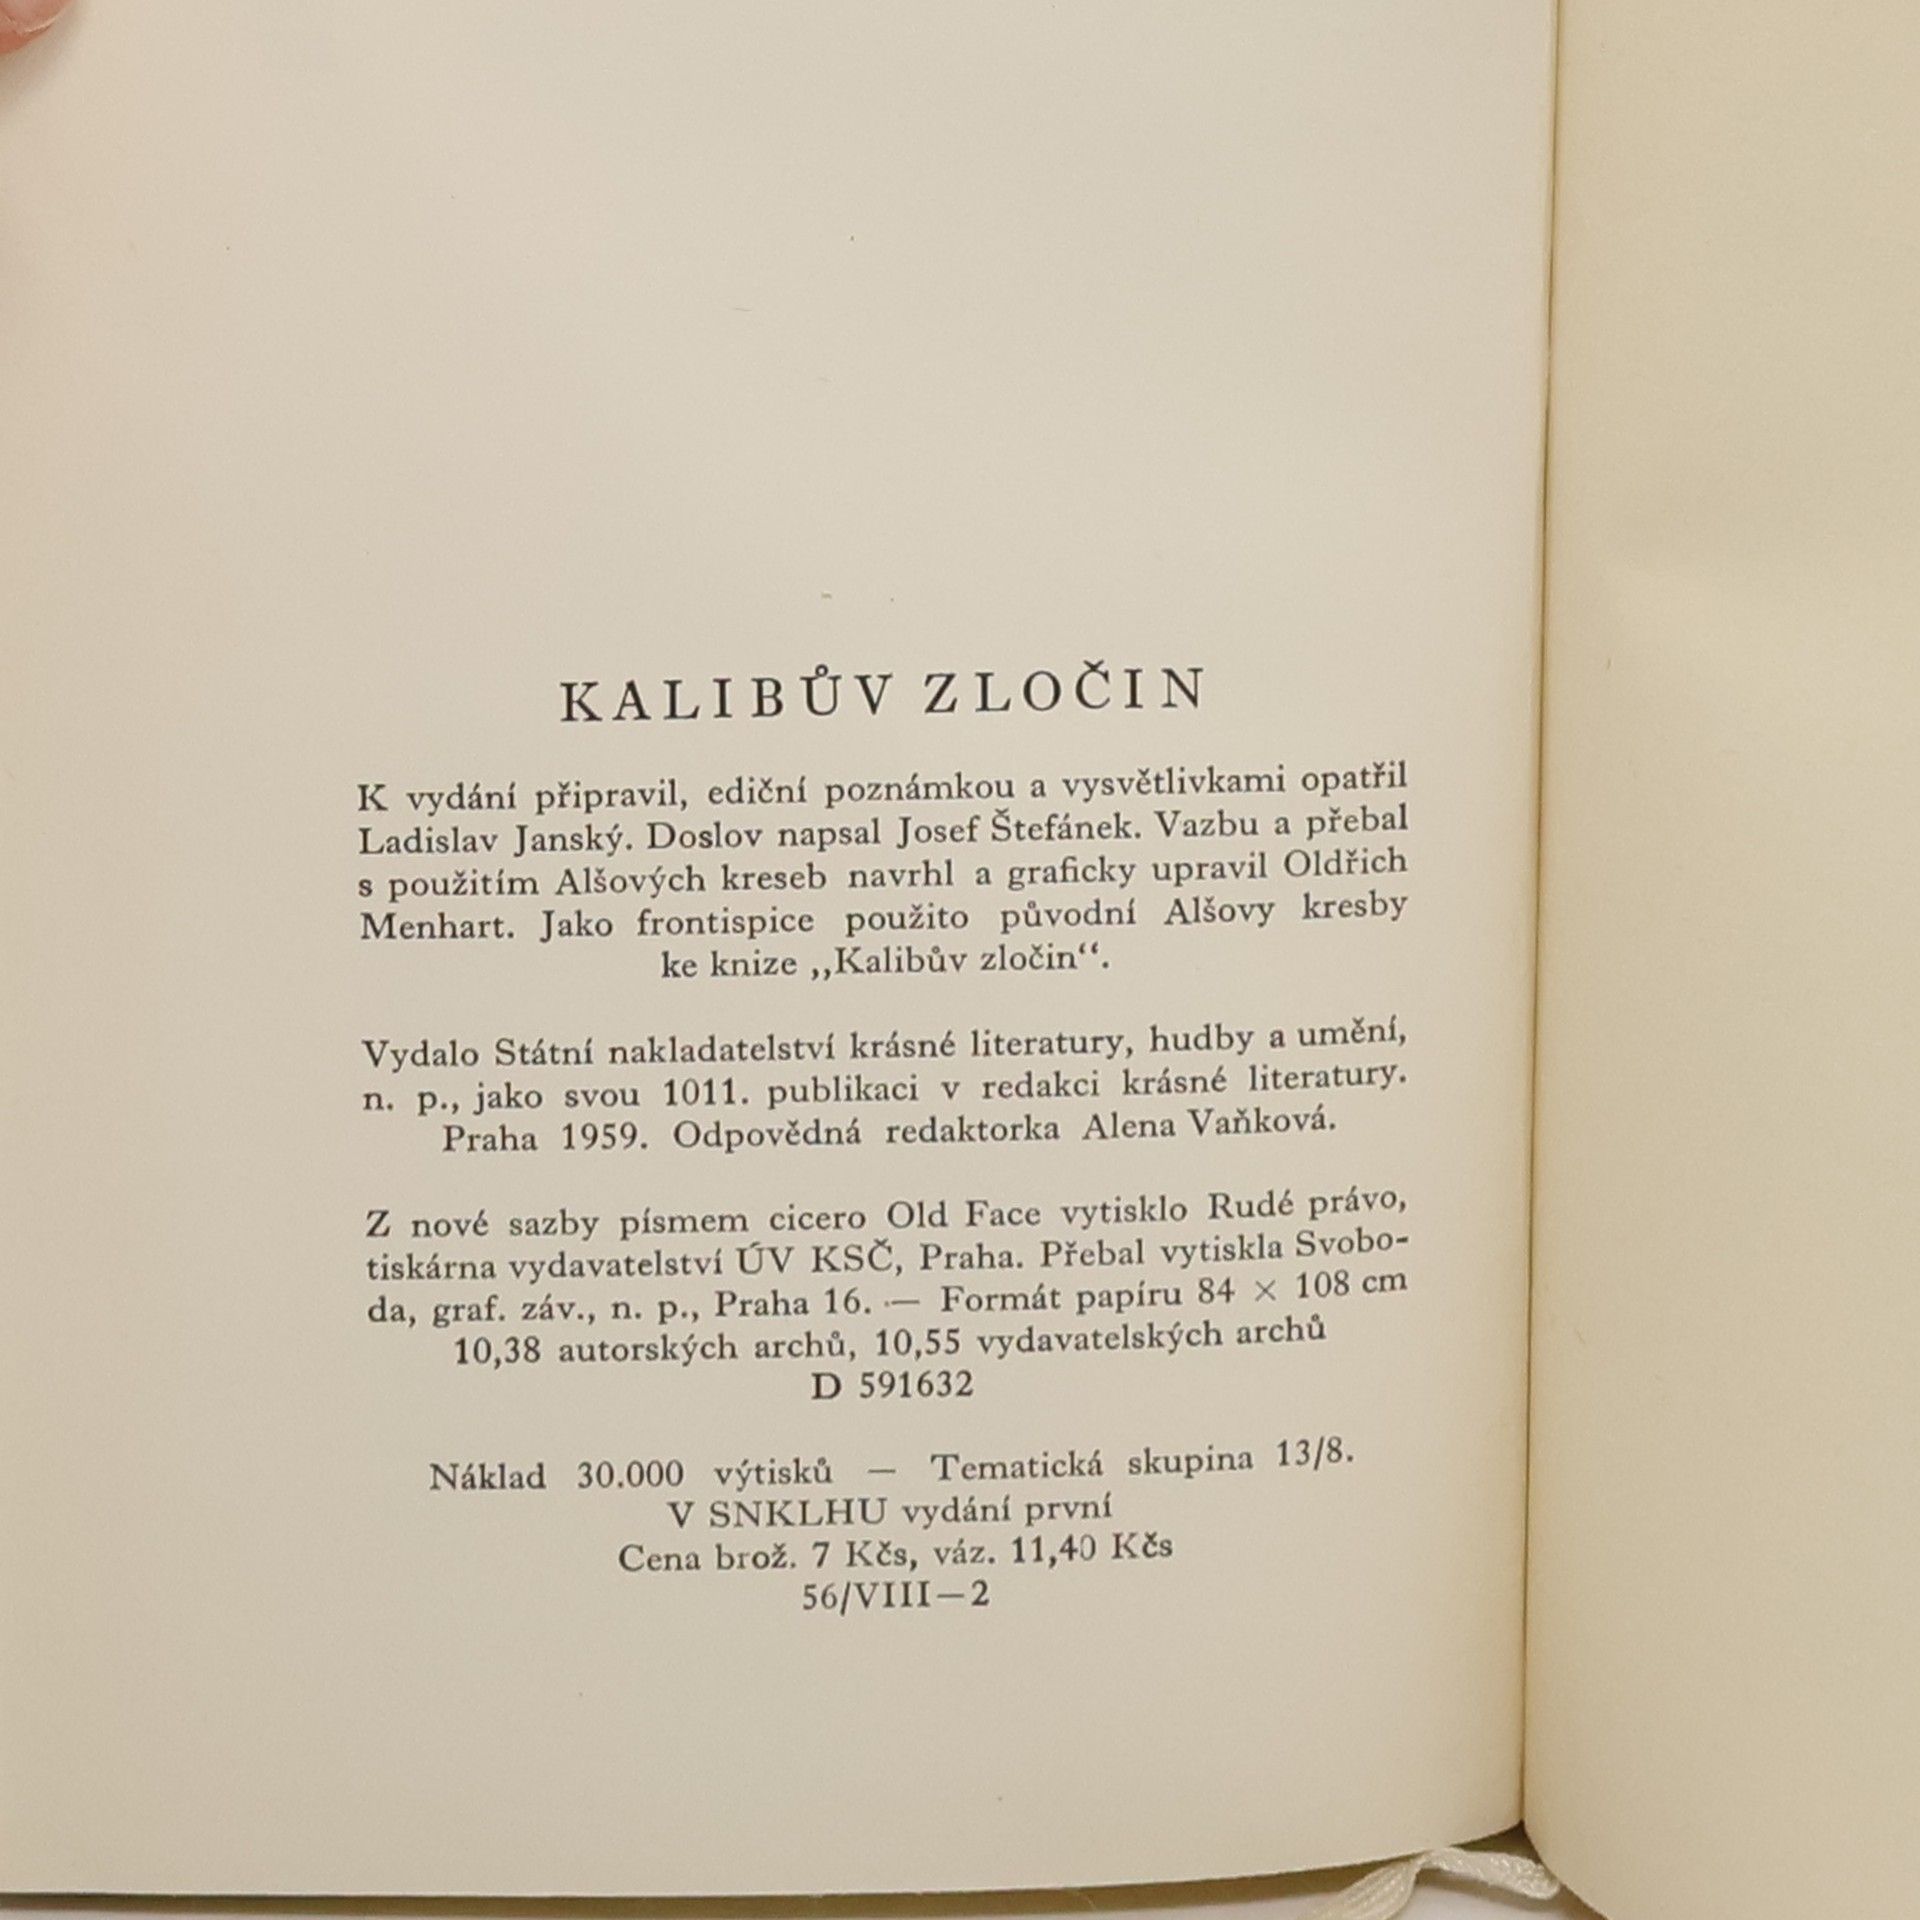 KALIBŮV ZLOČIN
K vydání připravil, ediční poznámkou a vysvětlivkami opatřil
Ladislav Janský. Doslov napsal Josef Štefánek. Vazbu a přebal
s použitím Alšových kreseb navrhl a graficky upravil Oldřich
Menhart. Jako frontispice použito původní Alšovy kresby
ke knize „Kalibův zločin“.
Vydalo Státní nakladatelství krásné literatury, hudby a umění,
n. p., jako svou 1011. publikaci v redakci krásné literatury.
Praha 1959. Odpovědná redaktorka Alena Vaňková.
Z nové sazby písmem cicero Old Face vytisklo Rudé právo,
tiskárna vydavatelství ÚV KSČ, Praha. Přebal vytiskla Svobo-
da, graf. záv., n. p., Praha 16. — Formát papíru 84 × 108 cm
10,38 autorských archů, 10,55 vydavatelských archů
D 591632
Náklad 30.000 výtisků — Tematická skupina 13/8.
V SNKLHU vydání první
Cena brož. 7 Kčs, váz. 11,40 Kčs
56/VIII—2